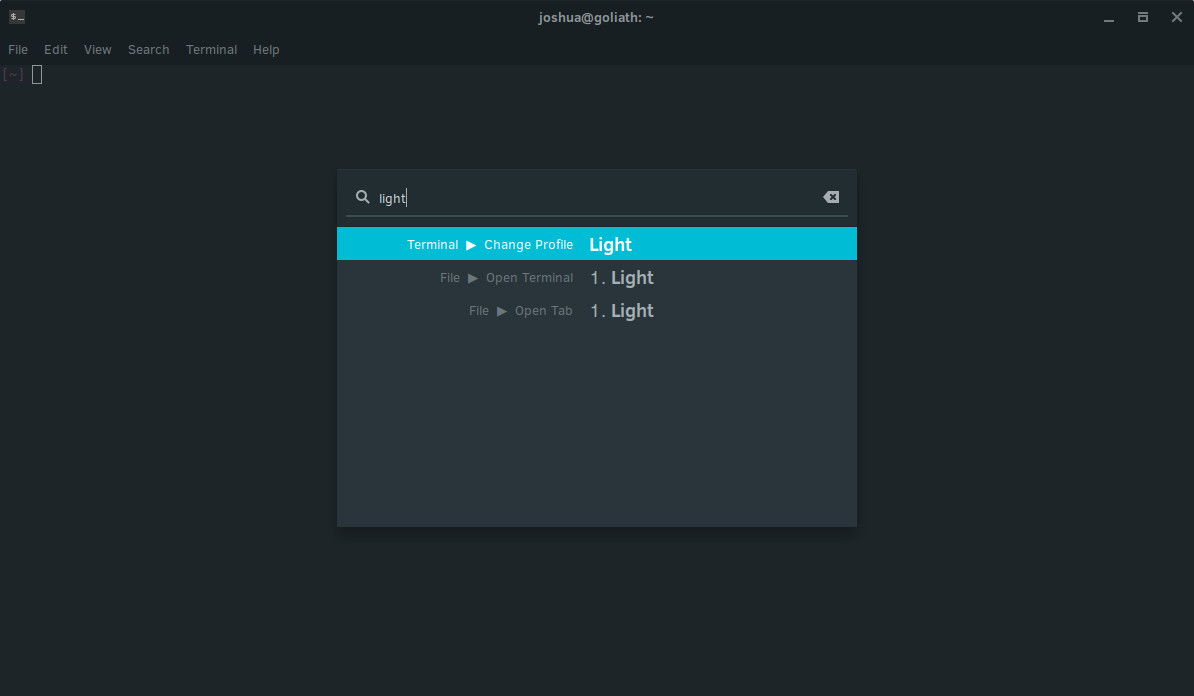 joshua@goliath: ~
File Edit View Search Terminal Help
[~]
light
Terminal ▶ Change Profile Light
File ▶ Open Terminal 1. Light
File ▶ Open Tab 1. Light